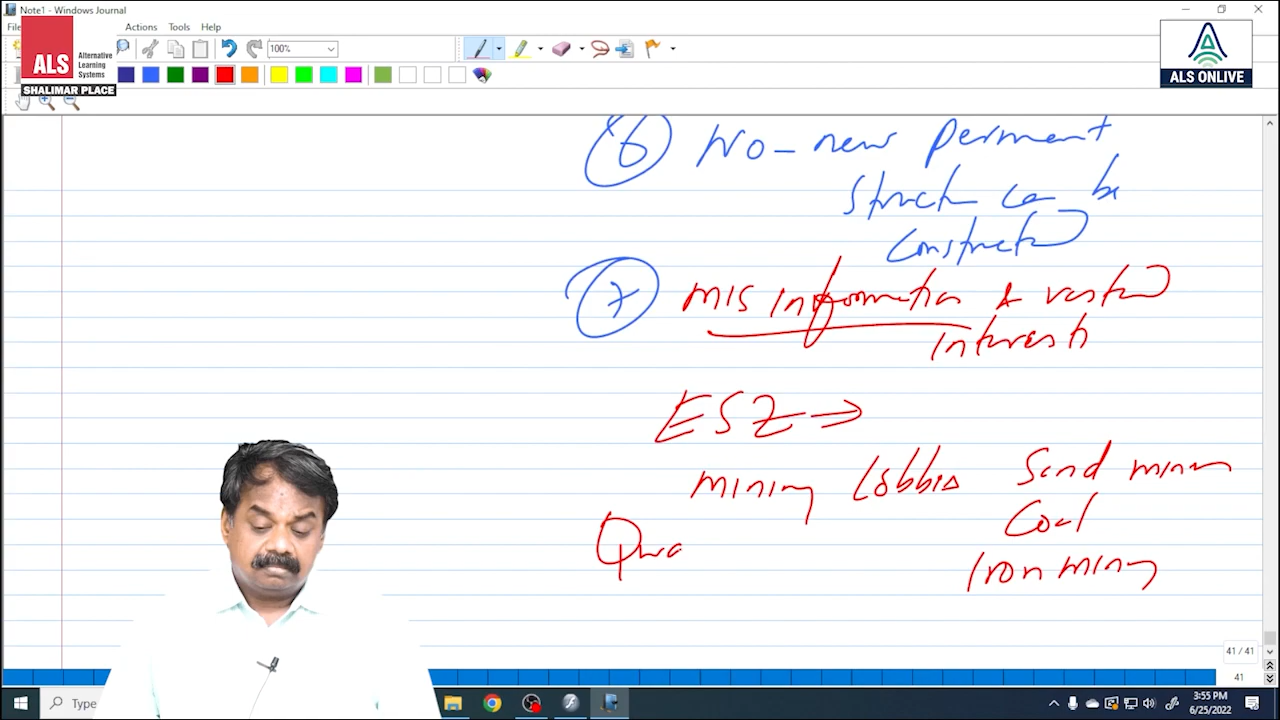 Note1 - Windows Journal
File Actions Tools Help
ALS
Alternative
Learning
Systems
SHALIMAR PLACE
100%
ALS ONLIVE
6 No- new perment
structure can be
constructed
7 MIS information & vested
Interests
ESZ →
mining lobbies Sand mining
Coal
Qua
Iron mining
41 / 41
41
Type
3:55 PM
6/25/2022